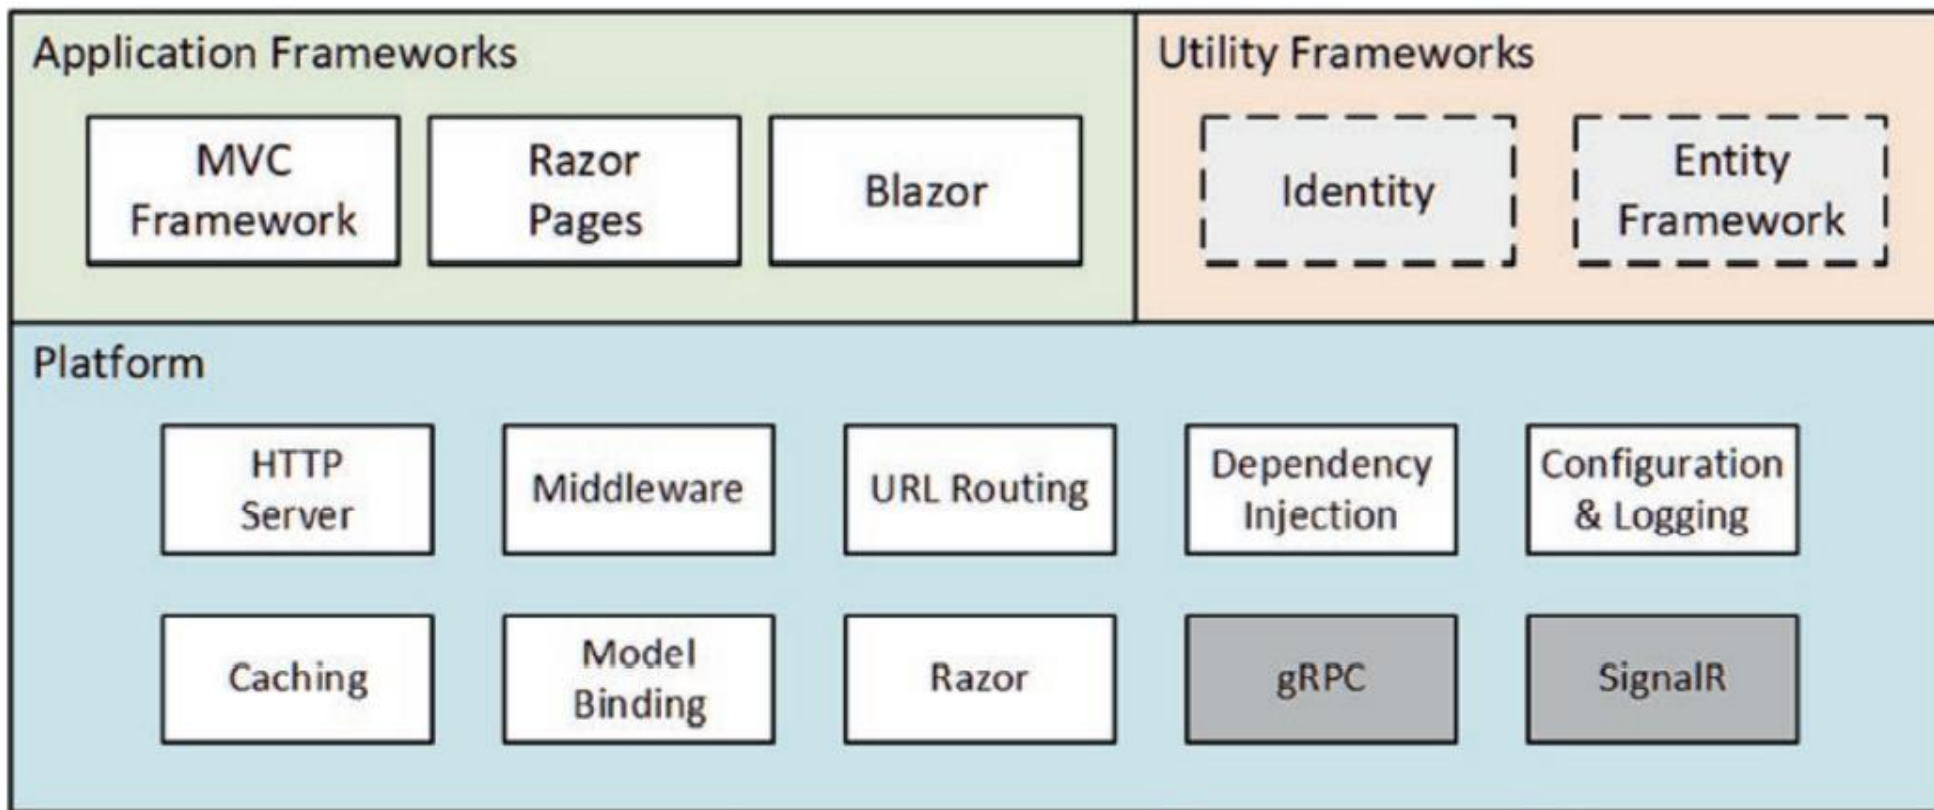 Application Frameworks
Utility Frameworks
MVC
Framework
Razor
Pages
Blazor
Identity
Entity
Framework
Platform
HTTP
Server
Middleware
URL Routing
Dependency
Injection
Configuration
& Logging
Caching
Model
Binding
Razor
gRPC
SignalR